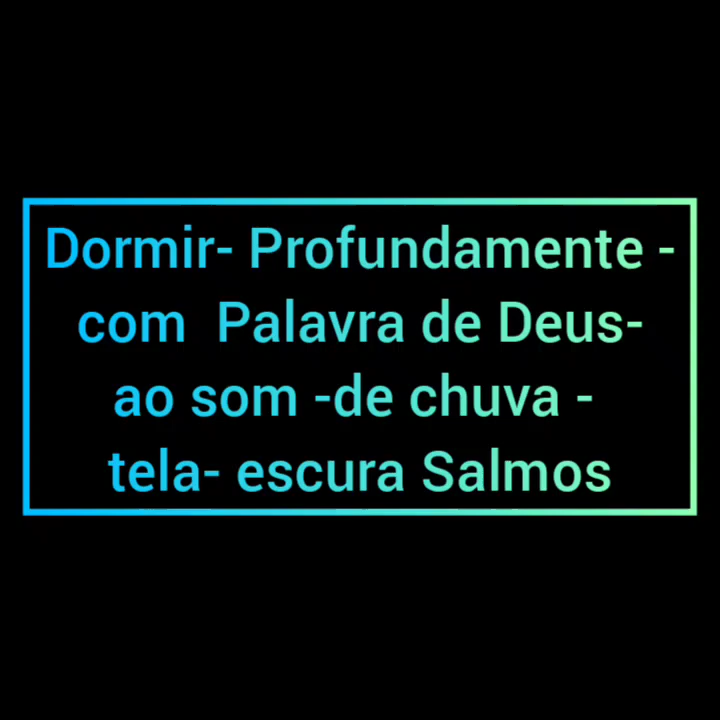 Dormir- Profundamente -
com  Palavra de Deus-
ao som -de chuva -
tela- escura Salmos